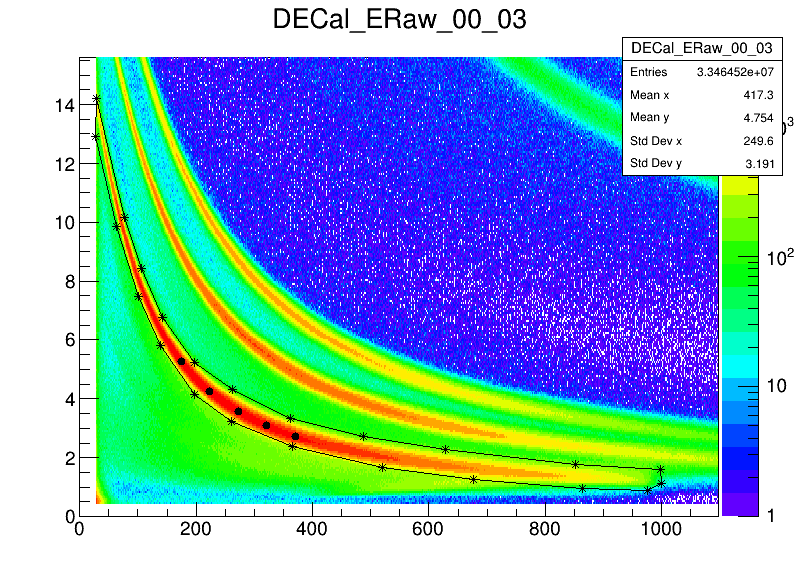 DECal_ERaw_00_03
DECal_ERaw_00_03
Entries 3.346452e+07
Mean x 417.3
Mean y 4.754
Std Dev x 249.6
Std Dev y 3.191
14
12
10
8
6
4
2
0
0 200 400 600 800 1000
10²
10
1